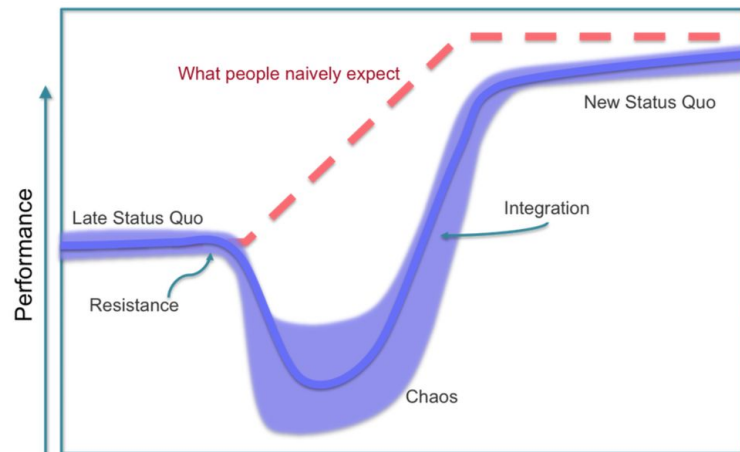 What people naively expect
New Status Quo
Late Status Quo
Integration
Resistance
Chaos
Performance